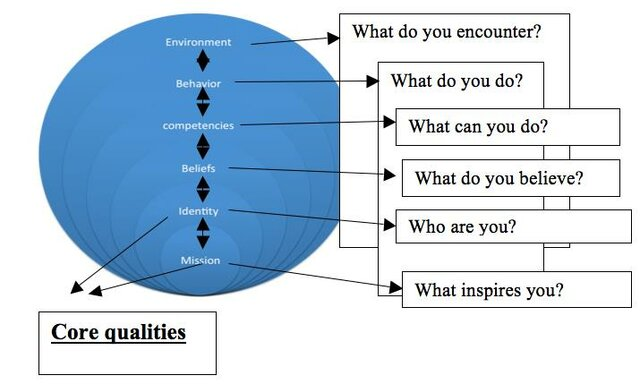 Environment
What do you encounter?
Behavior
What do you do?
competencies
What can you do?
Beliefs
What do you believe?
Identity
Who are you?
Mission
What inspires you?
Core qualities